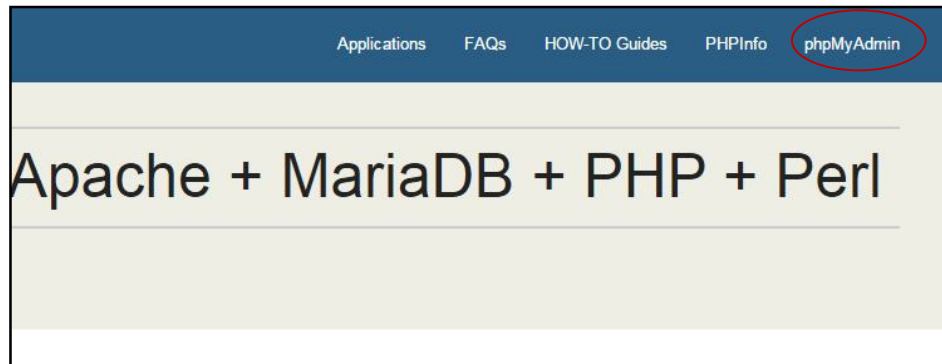 Applications FAQs HOW-TO Guides PHPInfo phpMyAdmin
Apache + MariaDB + PHP + Perl